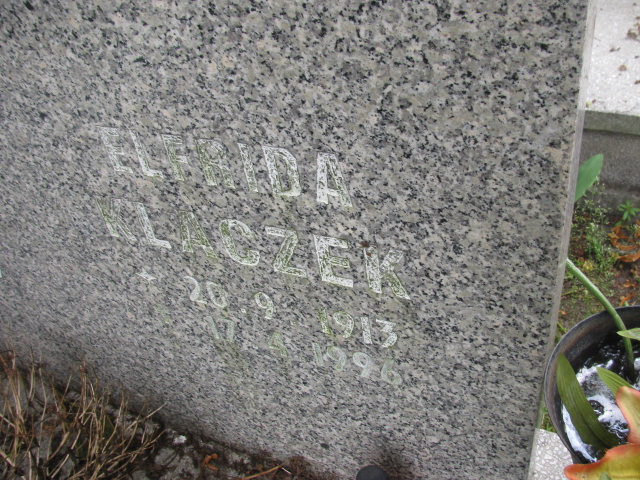 ELFRIDA
KLACZEK
* 20.9.1913
† 17.4.1996